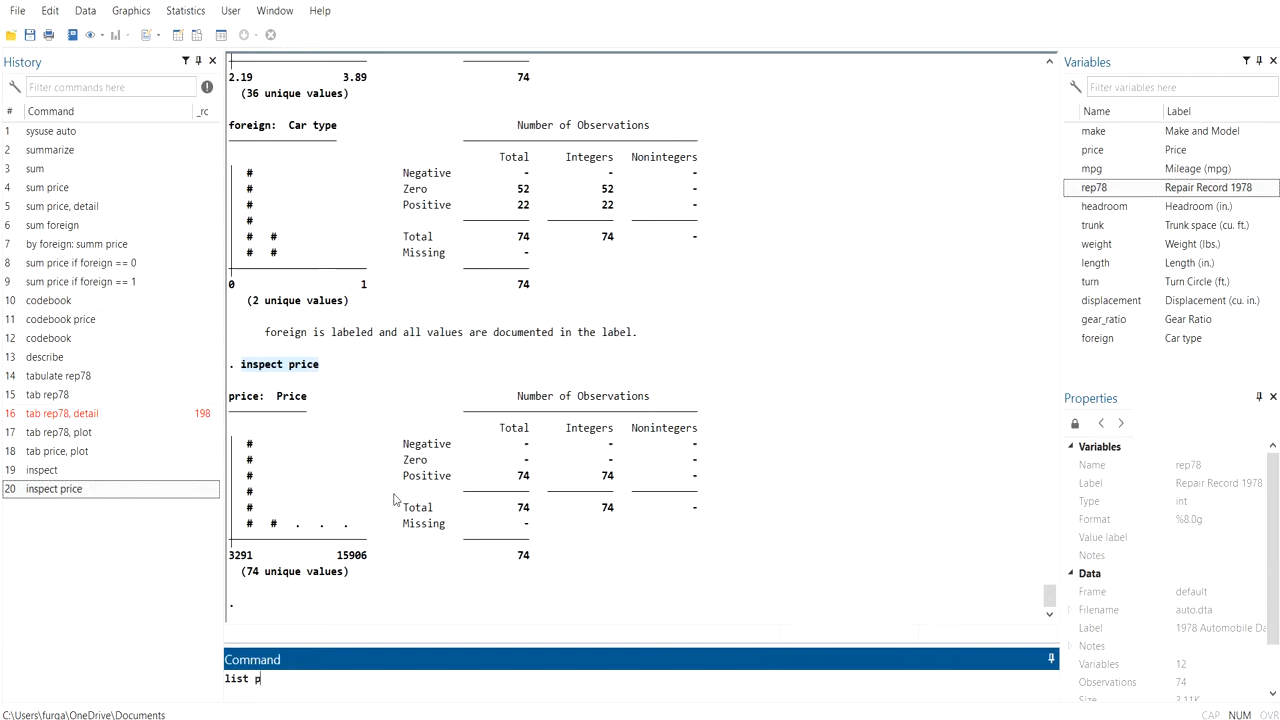 File Edit Data Graphics Statistics User Window Help
History
Filter commands here
# Command _rc
1 sysuse auto
2 summarize
3 sum
4 sum price
5 sum price, detail
6 sum foreign
7 by foreign: summ price
8 sum price if foreign == 0
9 sum price if foreign == 1
10 codebook
11 codebook price
12 codebook
13 describe
14 tabulate rep78
15 tab rep78
16 tab rep78, detail 198
17 tab rep78, plot
18 tab price, plot
19 inspect
20 inspect price
2.19 3.89 74
(36 unique values)
foreign: Car type Number of Observations
Total Integers Nonintegers
# Negative - - -
# Zero 52 52 -
# Positive 22 22 -
#
# # Total 74 74 -
# # Missing -
0 1 74
(2 unique values)
foreign is labeled and all values are documented in the label.
. inspect price
price: Price Number of Observations
Total Integers Nonintegers
# Negative - - -
# Zero - - -
# Positive 74 74 -
#
# Total 74 74 -
# # . . . Missing -
3291 15906 74
(74 unique values)
.
Command
list p
Variables
Filter variables here
Name Label
make Make and Model
price Price
mpg Mileage (mpg)
rep78 Repair Record 1978
headroom Headroom (in.)
trunk Trunk space (cu. ft.)
weight Weight (lbs.)
length Length (in.)
turn Turn Circle (ft.)
displacement Displacement (cu. in.)
gear_ratio Gear Ratio
foreign Car type
Properties
Variables
Name rep78
Label Repair Record 1978
Type int
Format %8.0g
Value label
Notes
Data
Frame default
Filename auto.dta
Label 1978 Automobile Da
Notes
Variables 12
Observations 74
Size 3.11K
C:\Users\furqa\OneDrive\Documents
CAP NUM OVR